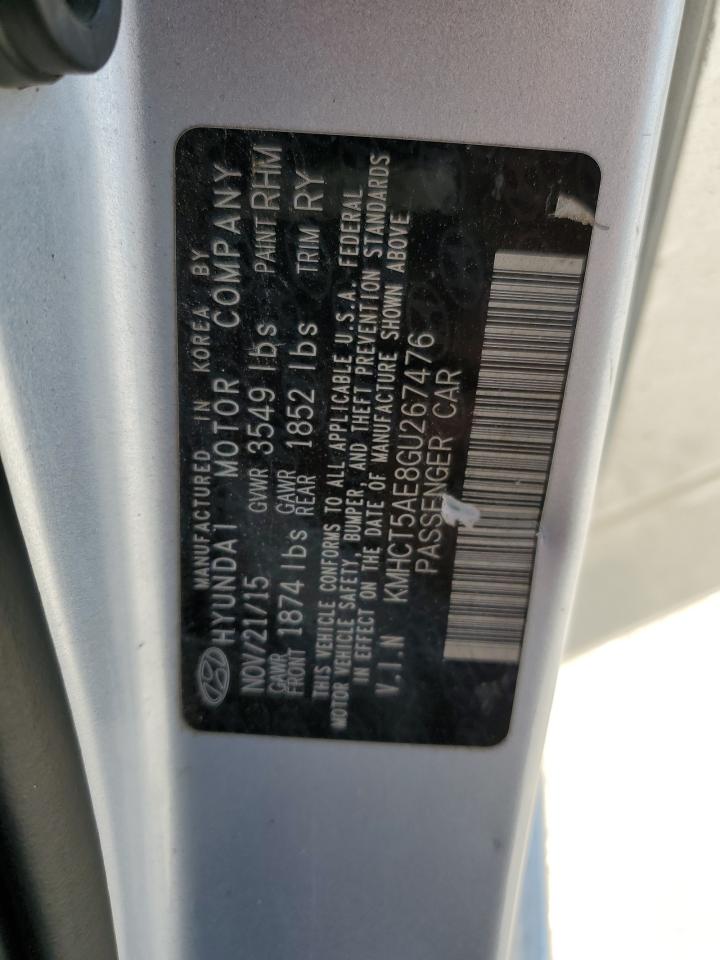 MANUFACTURED IN KOREA BY
HYUNDAI MOTOR COMPANY
NOV/21/15 GVWR 3549 lbs PAINT RHM
GAWR FRONT 1874 lbs GAWR REAR 1852 lbs TRIM RY
THIS VEHICLE CONFORMS TO ALL APPLICABLE U.S.A. FEDERAL
MOTOR VEHICLE SAFETY, BUMPER, AND THEFT PREVENTION STANDARDS
IN EFFECT ON THE DATE OF MANUFACTURE SHOWN ABOVE
V.I.N KMHCT5AE8GU267476
PASSENGER CAR